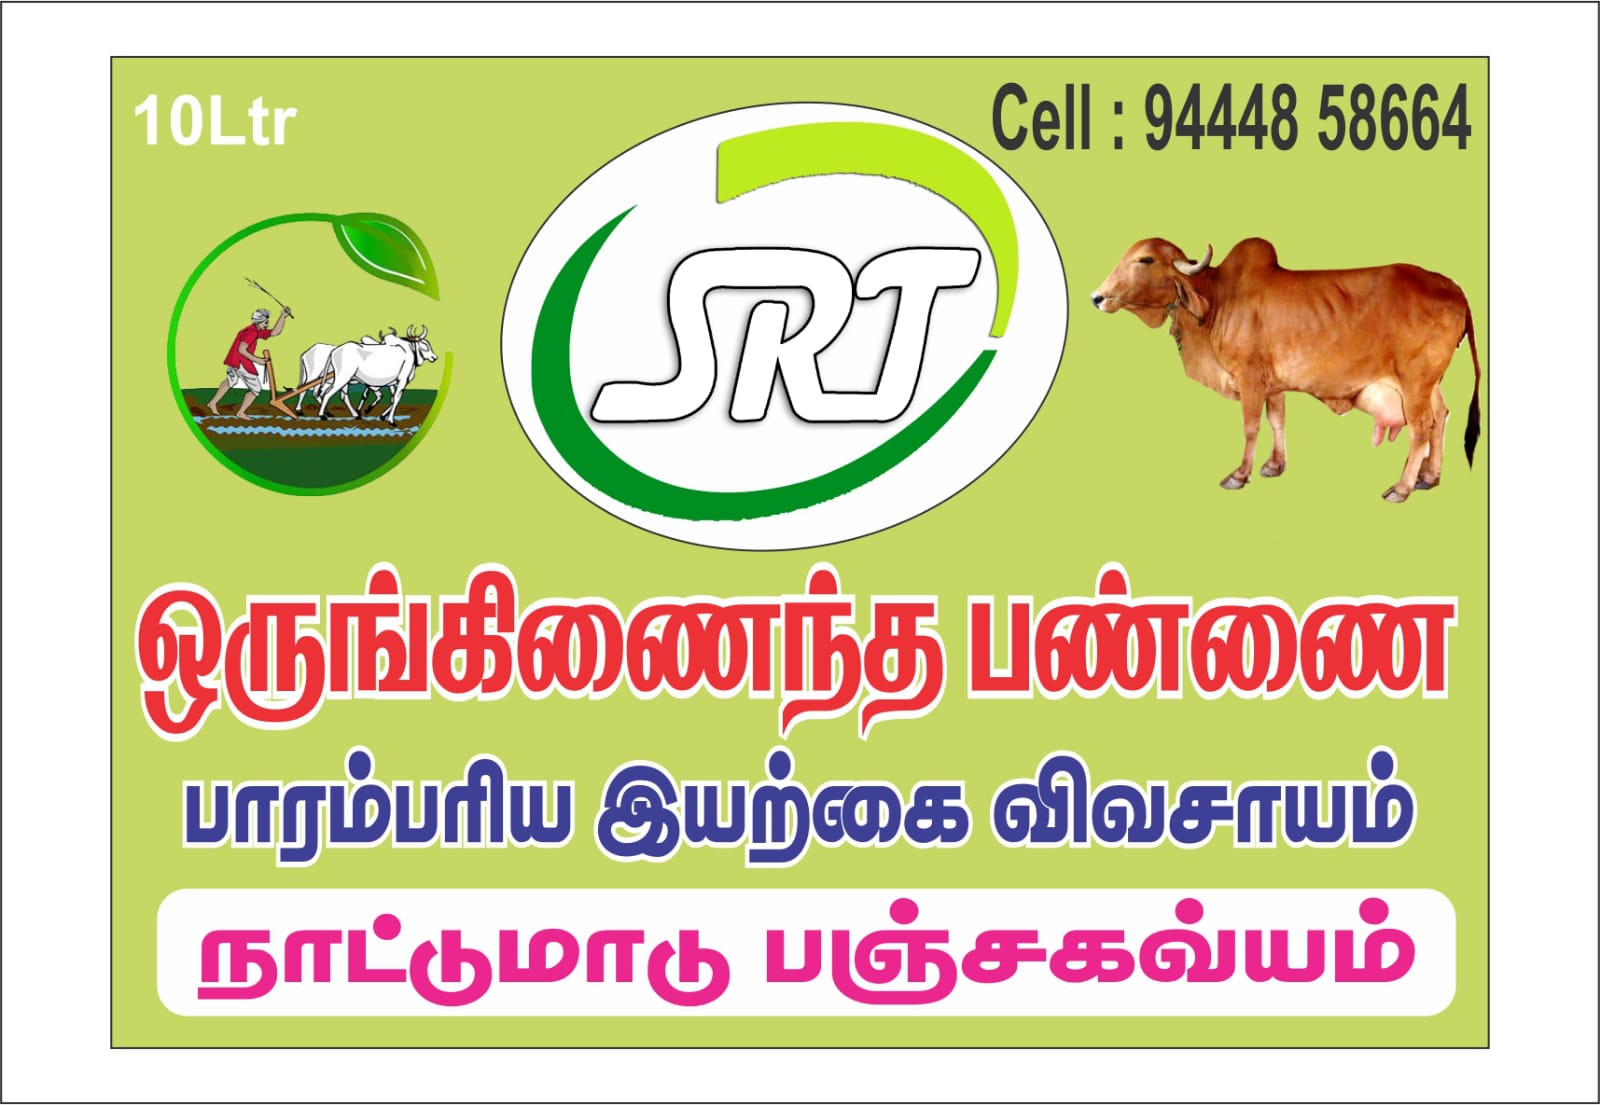 10Ltr
Cell : 94448 58664
SRT
ஒருங்கிணைந்த பண்ணை
பாரம்பரிய இயற்கை விவசாயம்
நாட்டுமாடு பஞ்சகவ்யம்